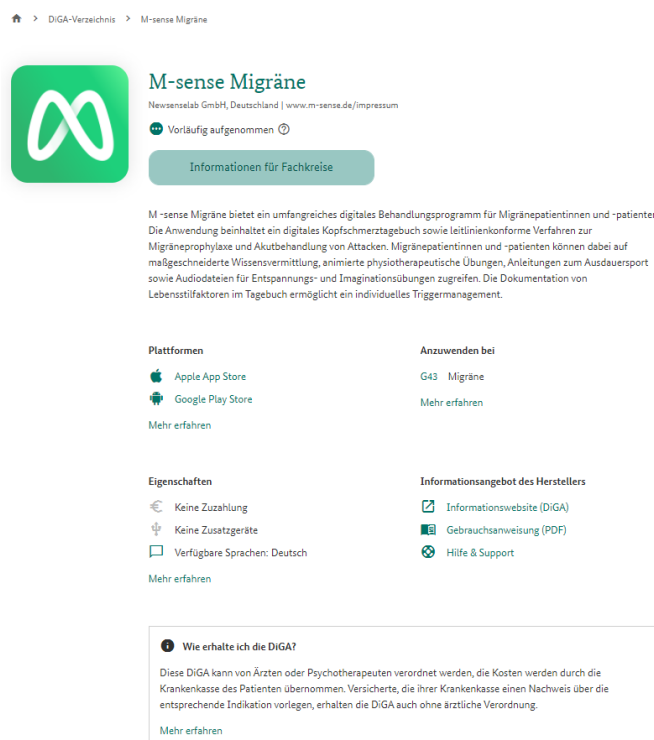 DiGA-Verzeichnis > M-sense Migräne
M-sense Migräne
Newsenselab GmbH, Deutschland | www.m-sense.de/impressum
Vorläufig aufgenommen
Informationen für Fachkreise
M -sense Migräne bietet ein umfangreiches digitales Behandlungsprogramm für Migränepatientinnen und -patienten
Die Anwendung beinhaltet ein digitales Kopfschmerztagebuch sowie leitlinienkonforme Verfahren zur
Migräneprophylaxe und Akutbehandlung von Attacken. Migränepatientinnen und -patienten können dabei auf
maßgeschneiderte Wissensvermittlung, animierte physiotherapeutische Übungen, Anleitungen zum Ausdauersport
sowie Audiodateien für Entspannungs- und Imaginationsübungen zugreifen. Die Dokumentation von
Lebensstilfaktoren im Tagebuch ermöglicht ein individuelles Triggermanagement.
Plattformen
Apple App Store
Google Play Store
Mehr erfahren
Anzuwenden bei
G43 Migräne
Mehr erfahren
Eigenschaften
Keine Zuzahlung
Keine Zusatzgeräte
Verfügbare Sprachen: Deutsch
Mehr erfahren
Informationsangebot des Herstellers
Informationswebsite (DiGA)
Gebrauchsanweisung (PDF)
Hilfe & Support
Wie erhalte ich die DiGA?
Diese DiGA kann von Ärzten oder Psychotherapeuten verordnet werden, die Kosten werden durch die
Krankenkasse des Patienten übernommen. Versicherte, die ihrer Krankenkasse einen Nachweis über die
entsprechende Indikation vorlegen, erhalten die DiGA auch ohne ärztliche Verordnung.
Mehr erfahren